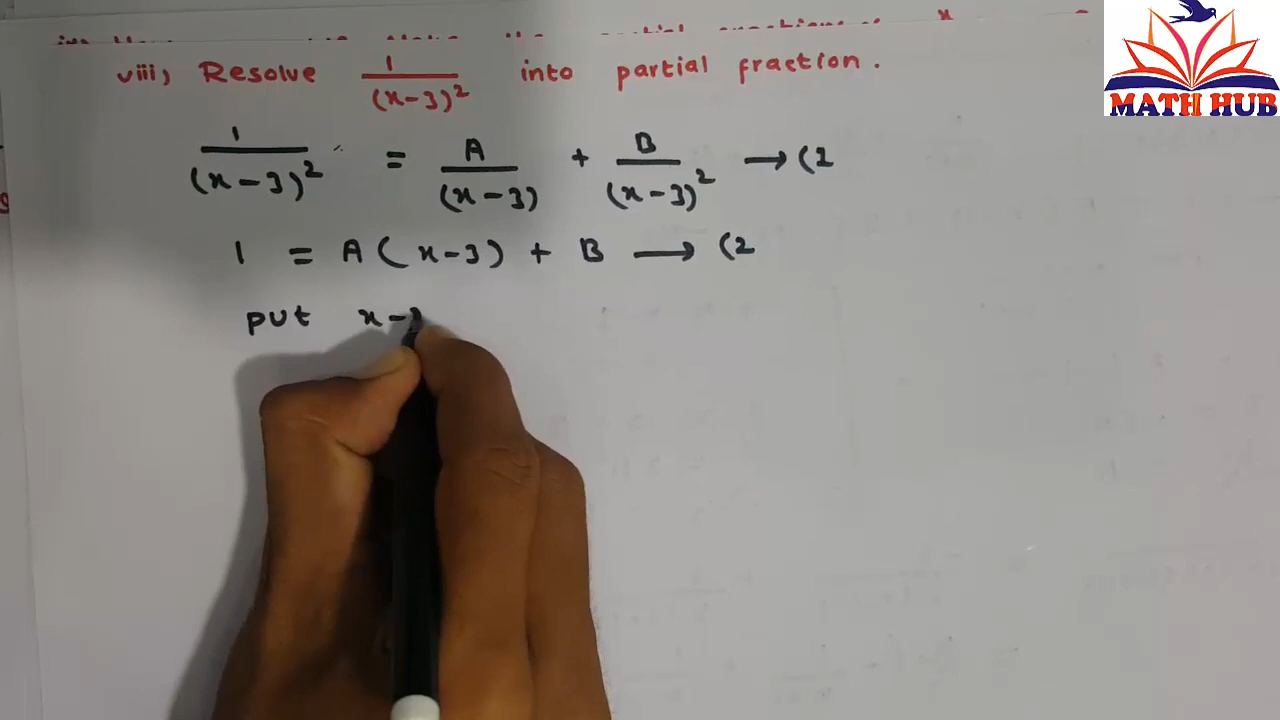 viii) Resolve 1/(x-3)² into partial fraction.
1/(x-3)² = A/(x-3) + B/(x-3)² → (2
1 = A(x-3) + B → (2
put x-
MATH HUB